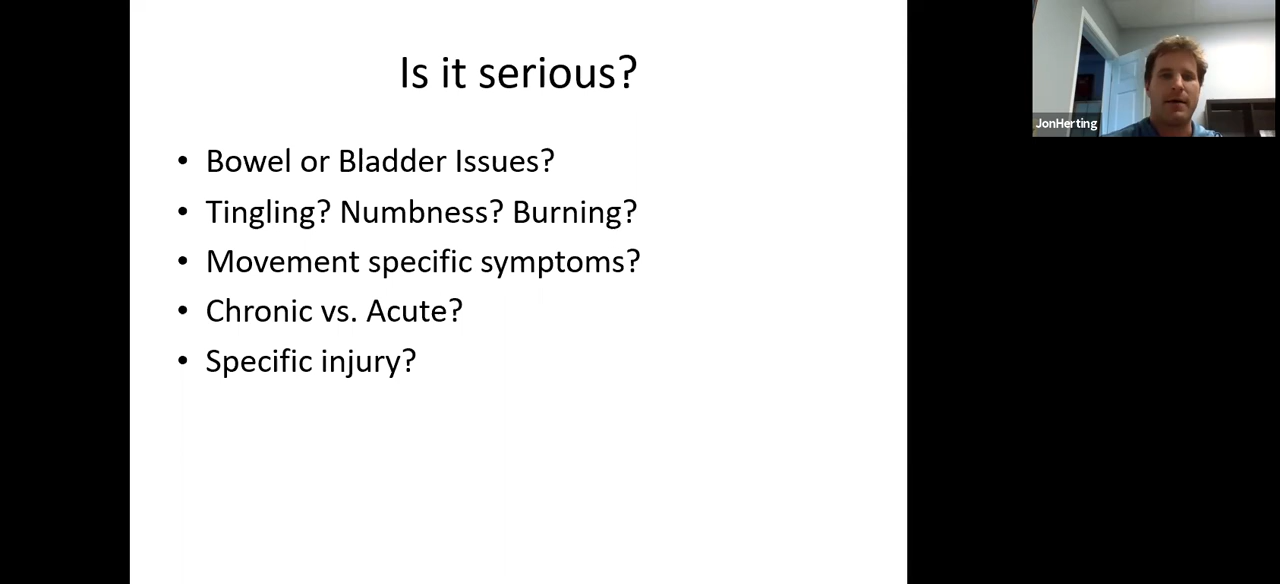 Is it serious?
• Bowel or Bladder Issues?
• Tingling? Numbness? Burning?
• Movement specific symptoms?
• Chronic vs. Acute?
• Specific injury?
JonHerting